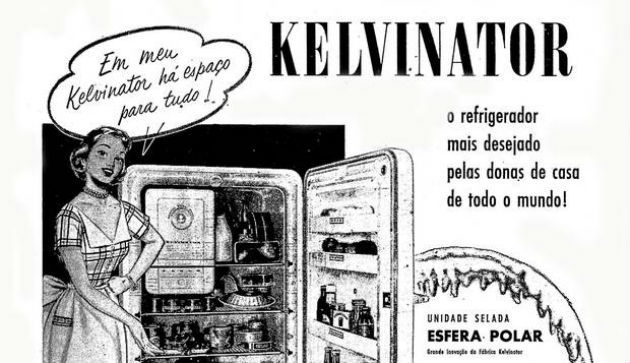 KELVINATOR
Em meu
Kelvinator há espaço
para tudo!
o refrigerador
mais desejado
pelas donas de casa
de todo o mundo!
UNIDADE SELADA
ESFERA POLAR
Grande inovação da fábrica Kelvinator